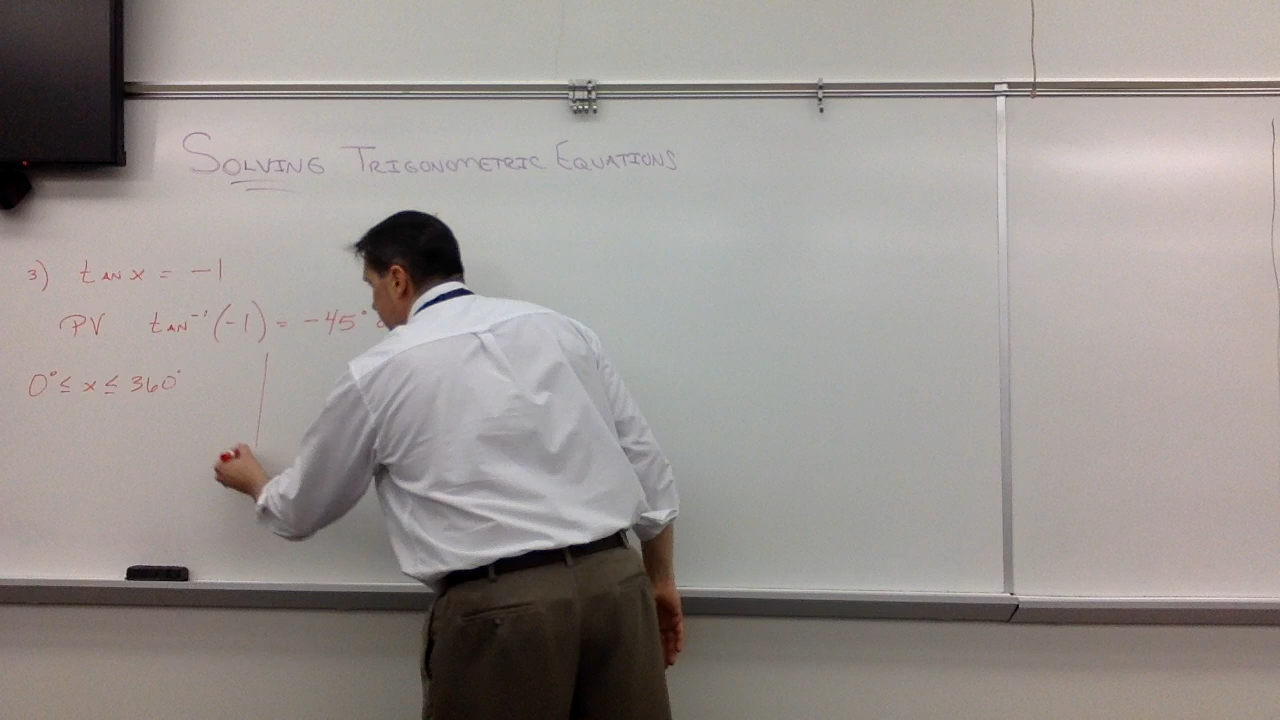 SOLVING TRIGONOMETRIC EQUATIONS
3) tan x = -1
PV tan⁻¹(-1) = -45°
0° ≤ x ≤ 360°